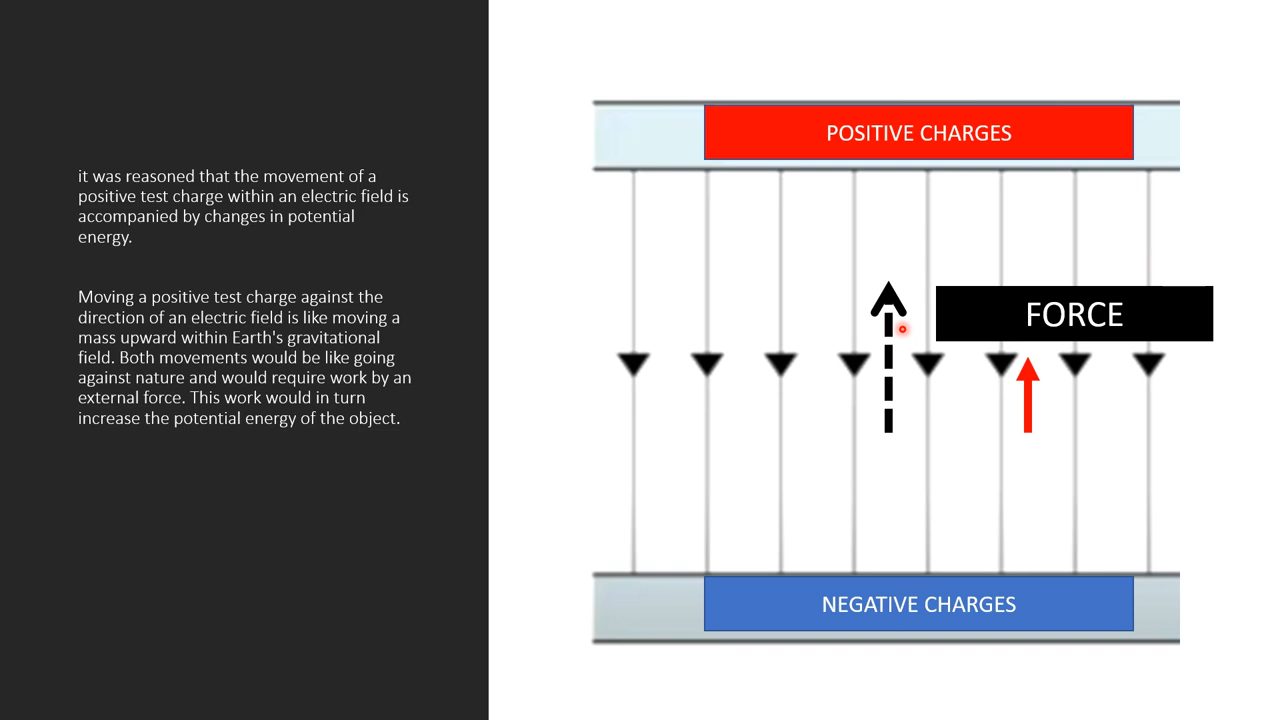 it was reasoned that the movement of a
positive test charge within an electric field is
accompanied by changes in potential
energy.
Moving a positive test charge against the
direction of an electric field is like moving a
mass upward within Earth's gravitational
field. Both movements would be like going
against nature and would require work by an
external force. This work would in turn
increase the potential energy of the object.
POSITIVE CHARGES
FORCE
NEGATIVE CHARGES